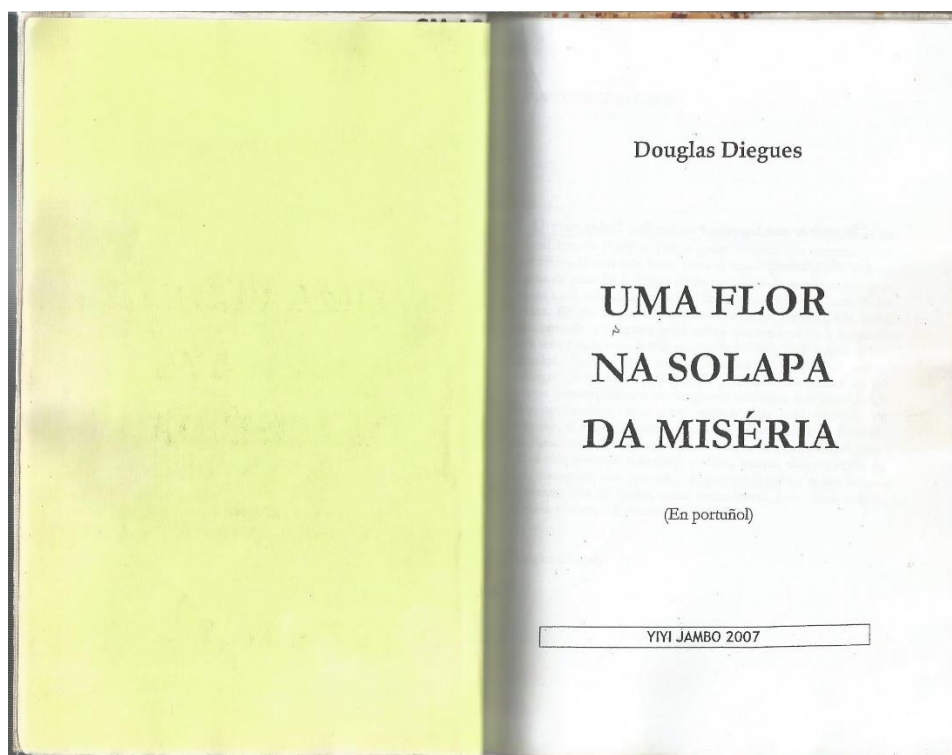 Douglas Diegues
UMA FLOR
NA SOLAPA
DA MISÉRIA
(En portuñol)
YIYI JAMBO 2007